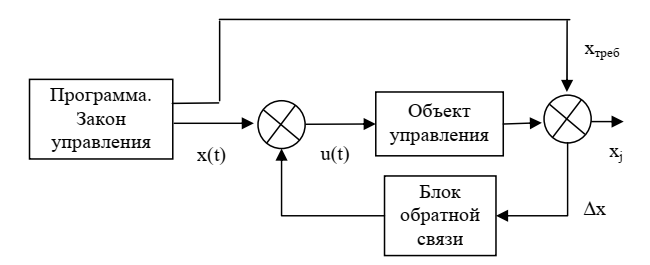 xтреб
Программа.
Закон
управления
x(t)
u(t)
Объект
управления
xj
Блок
обратной
связи
Δx